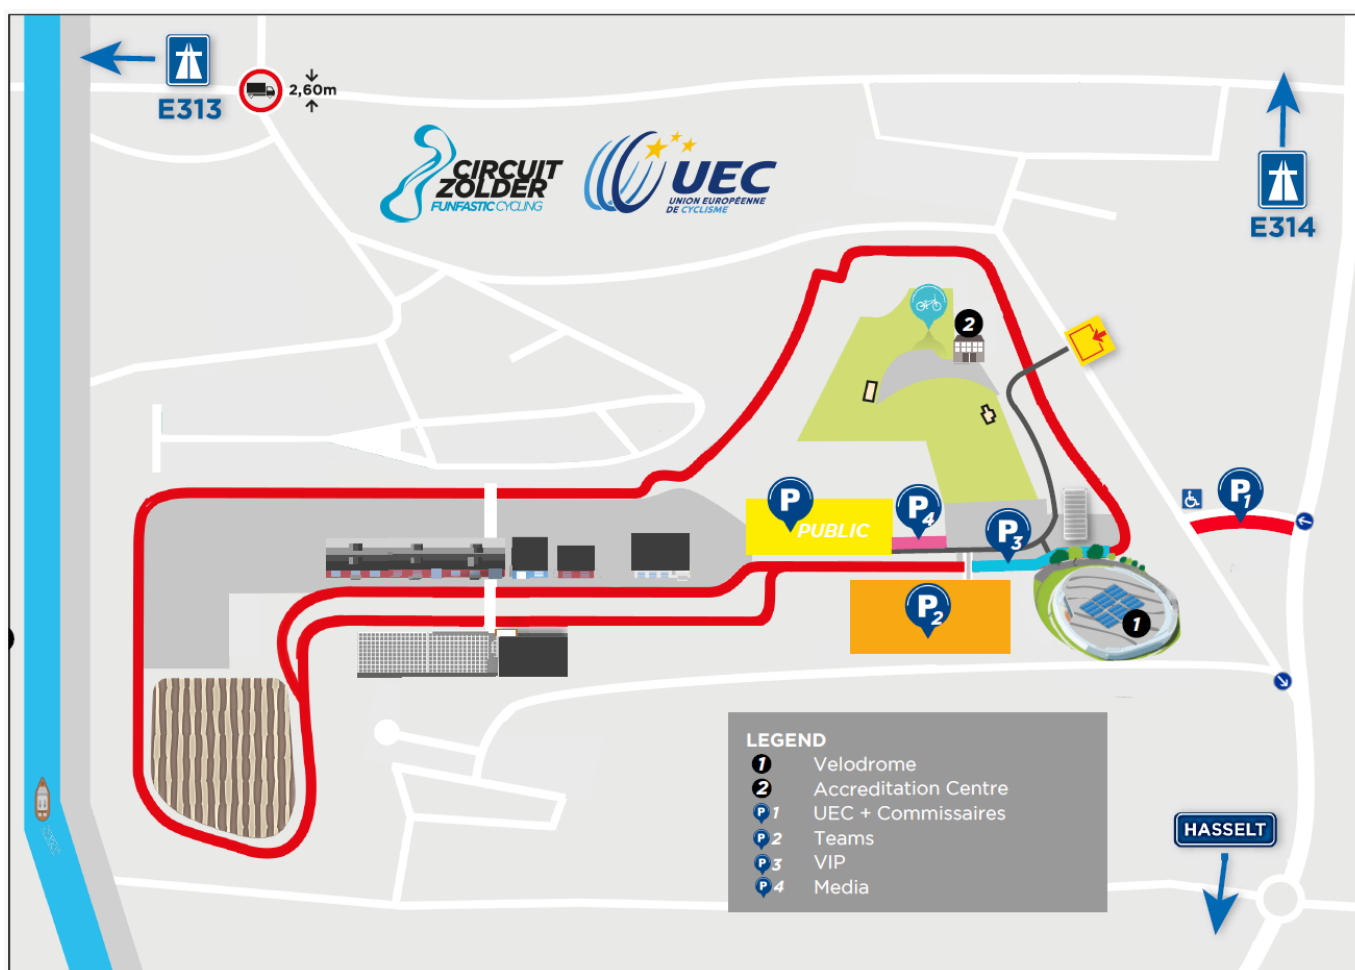 E313
2,60m
CIRCUIT
ZOLDER
FUNFASTIC CYCLING
UEC
UNION EUROPÉENNE
DE CYCLISME
E314
2
P
PUBLIC
P4
P3
P1
P2
1
LEGEND
1 Velodrome
2 Accreditation Centre
P1 UEC + Commissaires
P2 Teams
P3 VIP
P4 Media
HASSELT